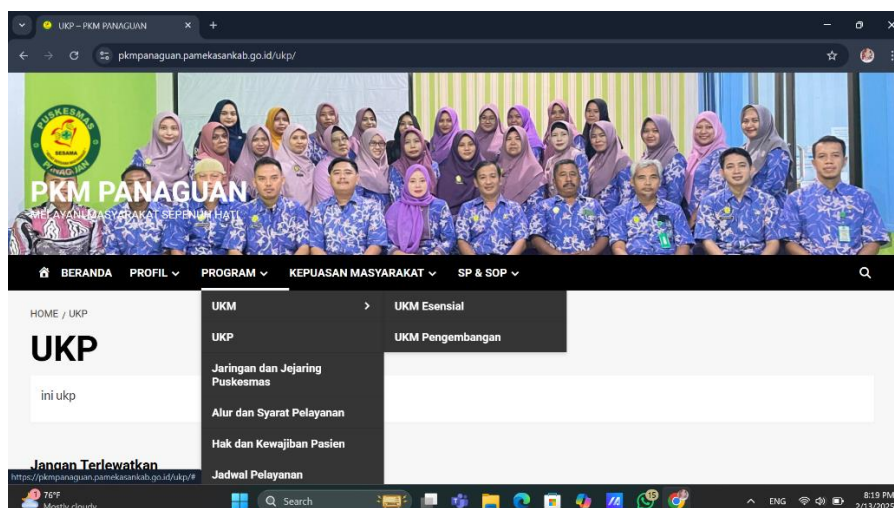 UKP – PKM PANAGUAN
pkmpanaguan.pamekasankab.go.id/ukp/
PUSKESMAS
PKM PANAGUAN
MELAYANI MASYARAKAT SEPENUH HATI
BERANDA PROFIL PROGRAM KEPUASAN MASYARAKAT SP & SOP
HOME / UKP
UKM
UKM Esensial
UKP
UKP
UKM Pengembangan
ini ukp
Jaringan dan Jejaring
Puskesmas
Alur dan Syarat Pelayanan
Hak dan Kewajiban Pasien
Jangan Terlewatkan
Jadwal Pelayanan
https://pkmpanaguan.pamekasankab.go.id/ukp/#
76°F
Mostly cloudy
Search
ENG
8:19 PM
2/13/2025